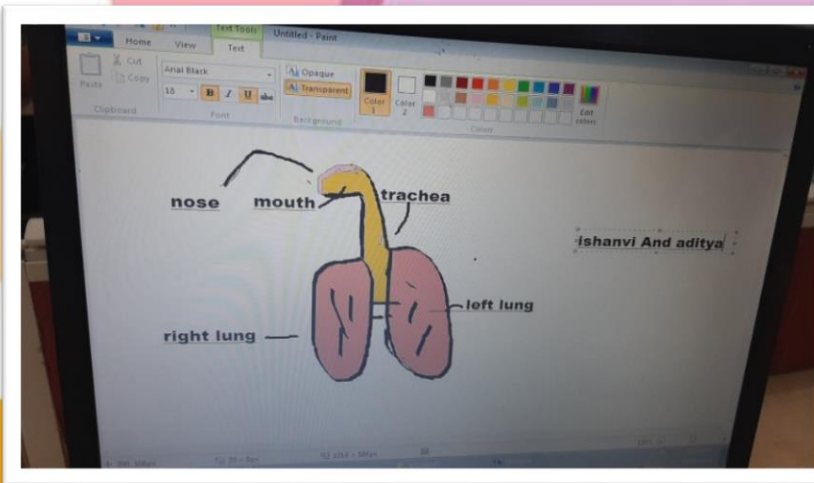 Text Tools
Untitled - Paint
Home
View
Text
Cut
Copy
Paste
Clipboard
Arial Black
18
B I U abc
Font
Opaque
Transparent
Background
Color 1
Color 2
Edit colors
Colors
nose
mouth
trachea
ishanvi And aditya
left lung
right lung